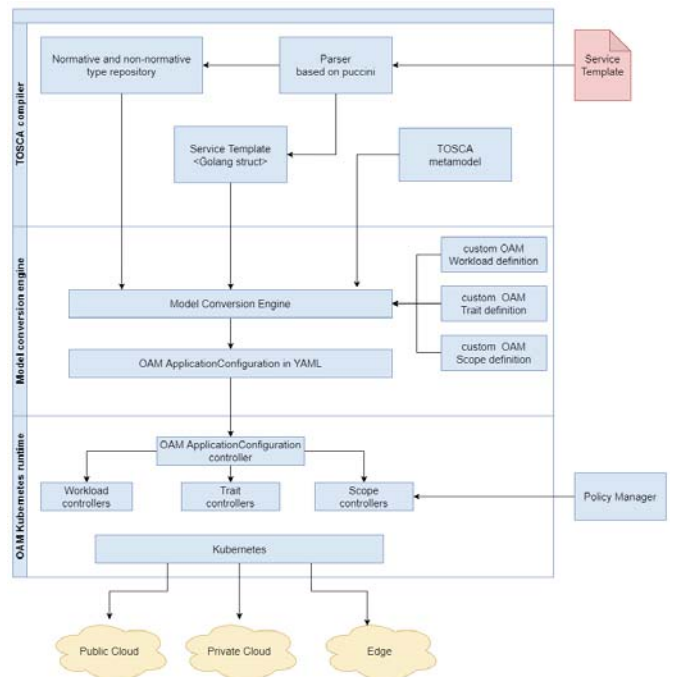 TOSCA compiler
Normative and non-normative
type repository
Parser
based on puccini
Service
Template
Service Template
<Golang struct>
TOSCA
metamodel
Model conversion engine
custom OAM
Workload definition
Model Conversion Engine
custom OAM
Trait definition
custom OAM
Scope definition
OAM ApplicationConfiguration in YAML
OAM Kubernetes runtime
OAM ApplicationConfiguration
controller
Workload
controllers
Trait
controllers
Scope
controllers
Policy Manager
Kubernetes
Public Cloud
Private Cloud
Edge